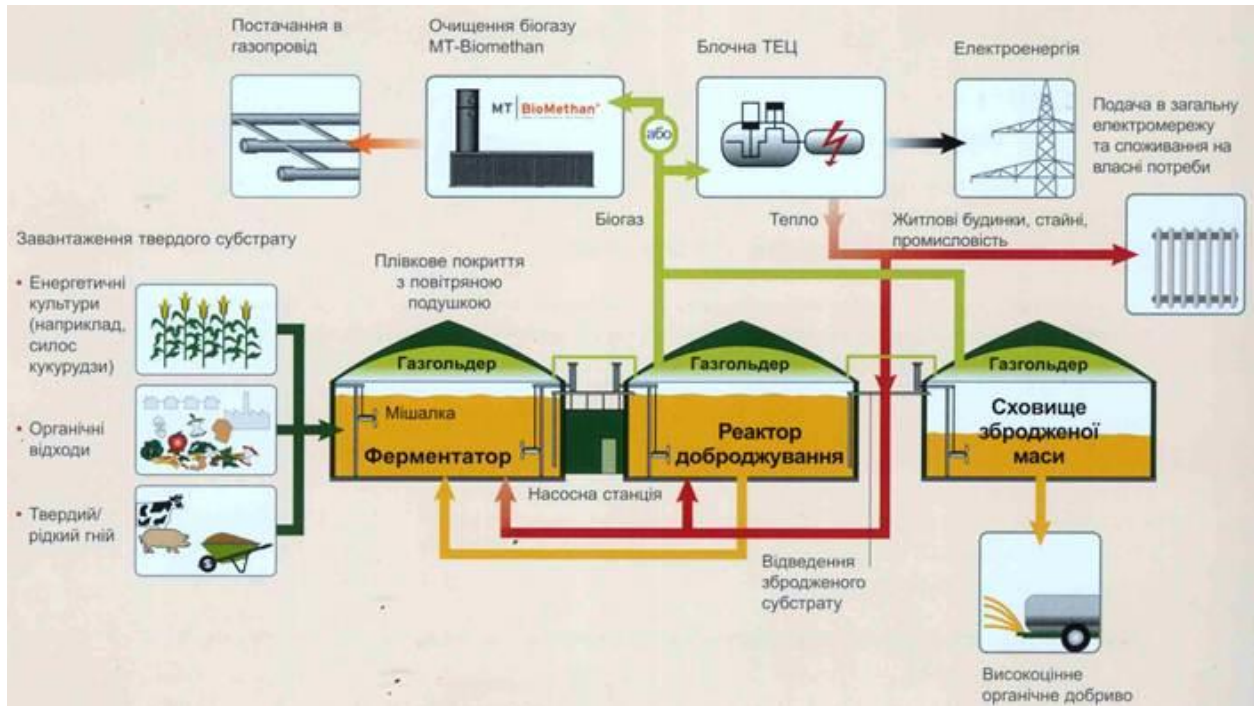 Постачання в
газопровід
Очищення біогазу
MT-Biomethan
Блочна ТЕЦ
Електроенергія
MT BioMethan
або
Подача в загальну
електромережу
та споживання на
власні потреби
Біогаз
Тепло
Житлові будинки, стайні,
промисловість
Завантаження твердого субстрату
• Енергетичні
культури
(наприклад,
силос
кукурудзи)
• Органічні
відходи
• Твердий/
рідкий гній
Плівкове покриття
з повітряною
подушкою
Газгольдер
Газгольдер
Газгольдер
Мішалка
Ферментатор
Реактор
доброджування
Сховище
збродженої
маси
Насосна станція
Відведення
збродженого
субстрату
Високоцінне
органічне добриво